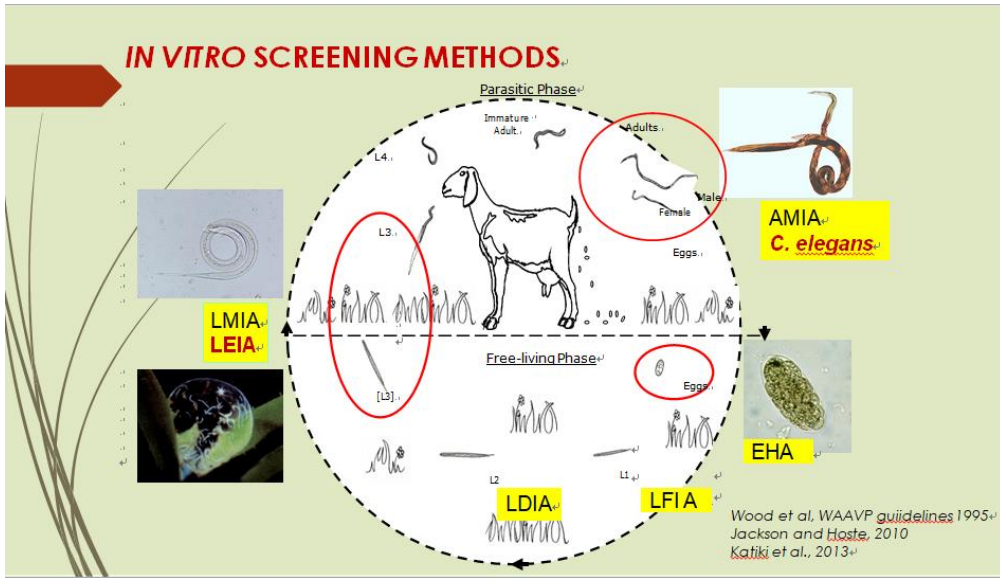 IN VITRO SCREENING METHODS
Parasitic Phase
Immature
Adult.
Adults.
L4.
Male.
Female
AMIA
C. elegans
L3.
Eggs.
LMIA
LEIA
Free-living Phase
[L3].
Eggs.
EHA
L2
L1
LDIA
LFI A
Wood et al, WAAVP guiidelines 1995
Jackson and Hoste, 2010
Katiki et al., 2013